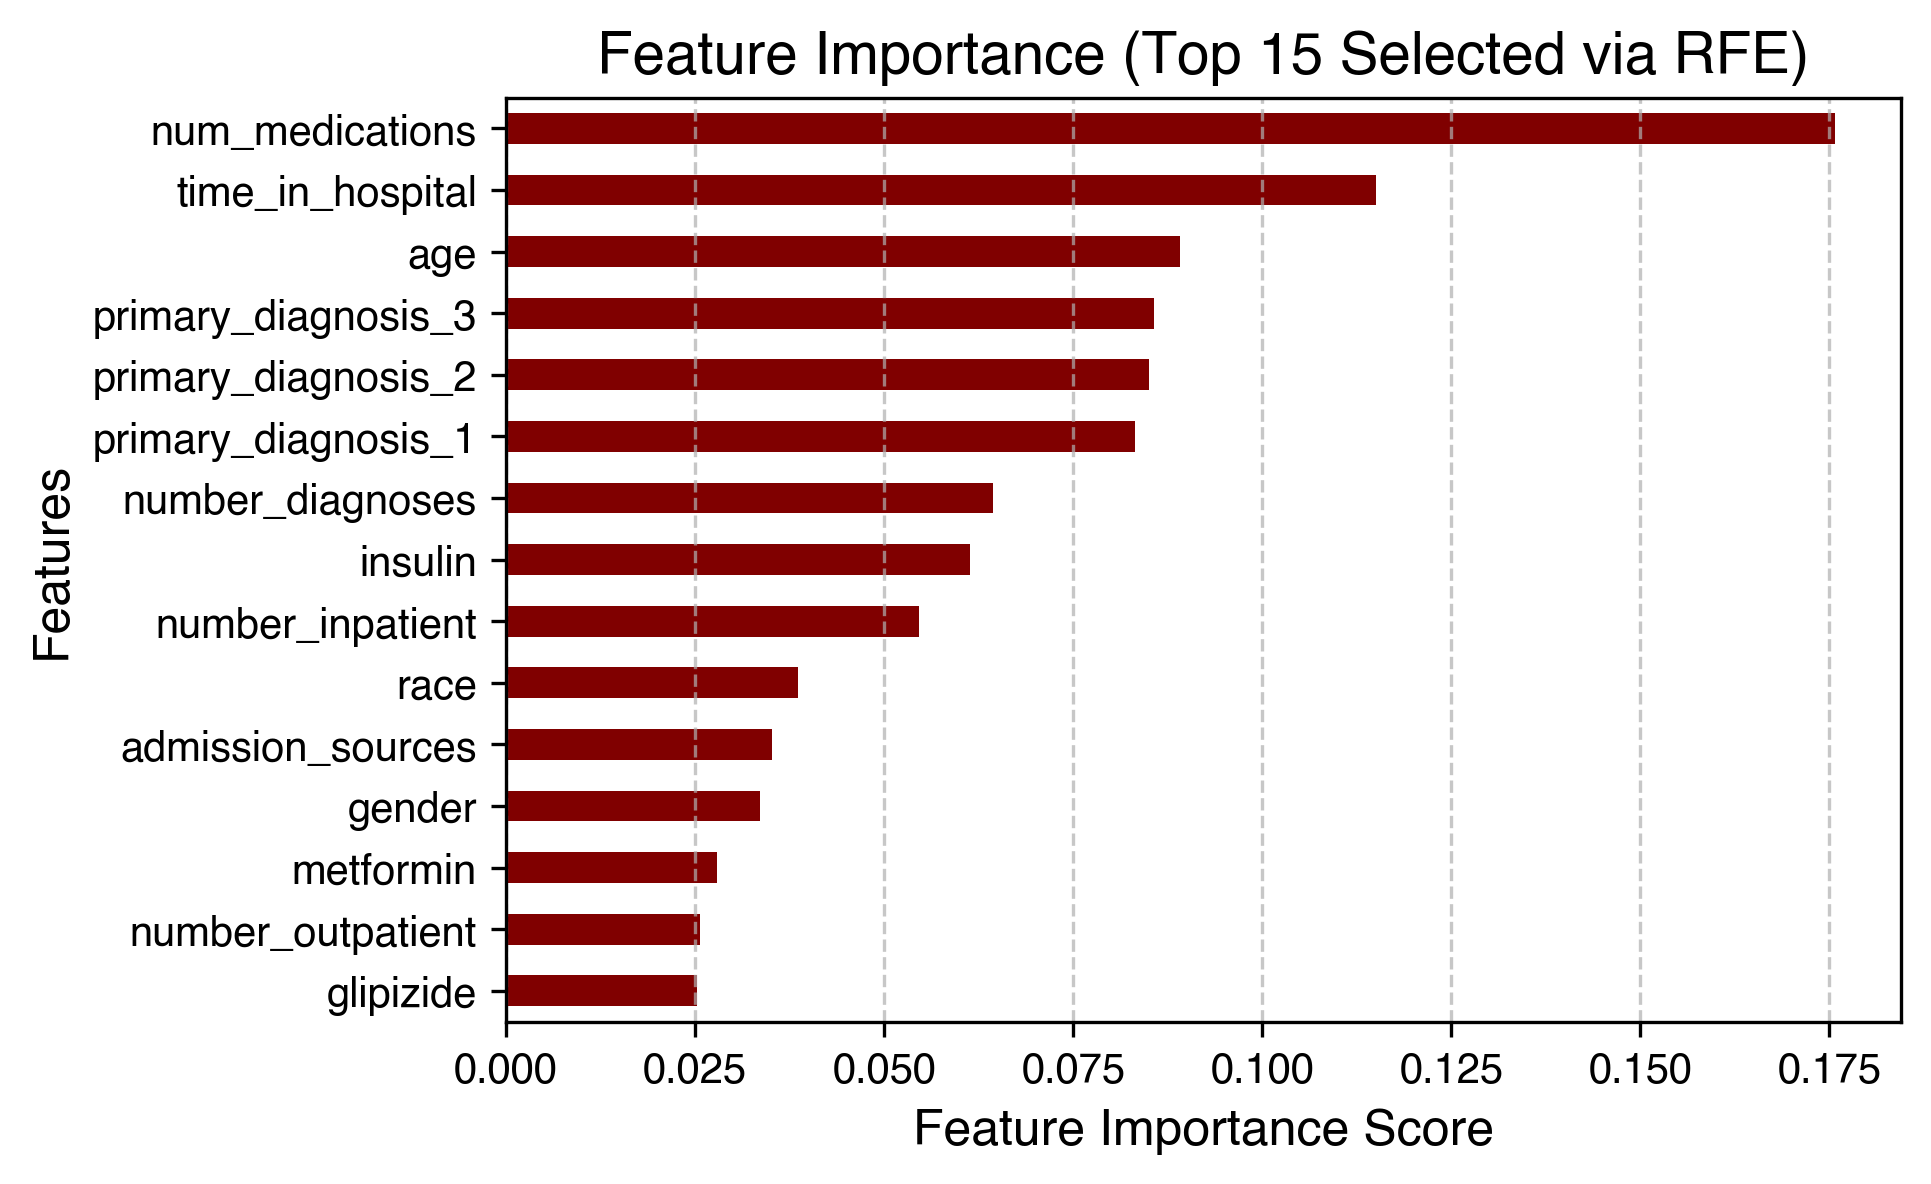 Feature Importance (Top 15 Selected via RFE)
num_medications
time_in_hospital
age
primary_diagnosis_3
primary_diagnosis_2
primary_diagnosis_1
number_diagnoses
insulin
number_inpatient
race
admission_sources
gender
metformin
number_outpatient
glipizide
Features
0.000 0.025 0.050 0.075 0.100 0.125 0.150 0.175
Feature Importance Score